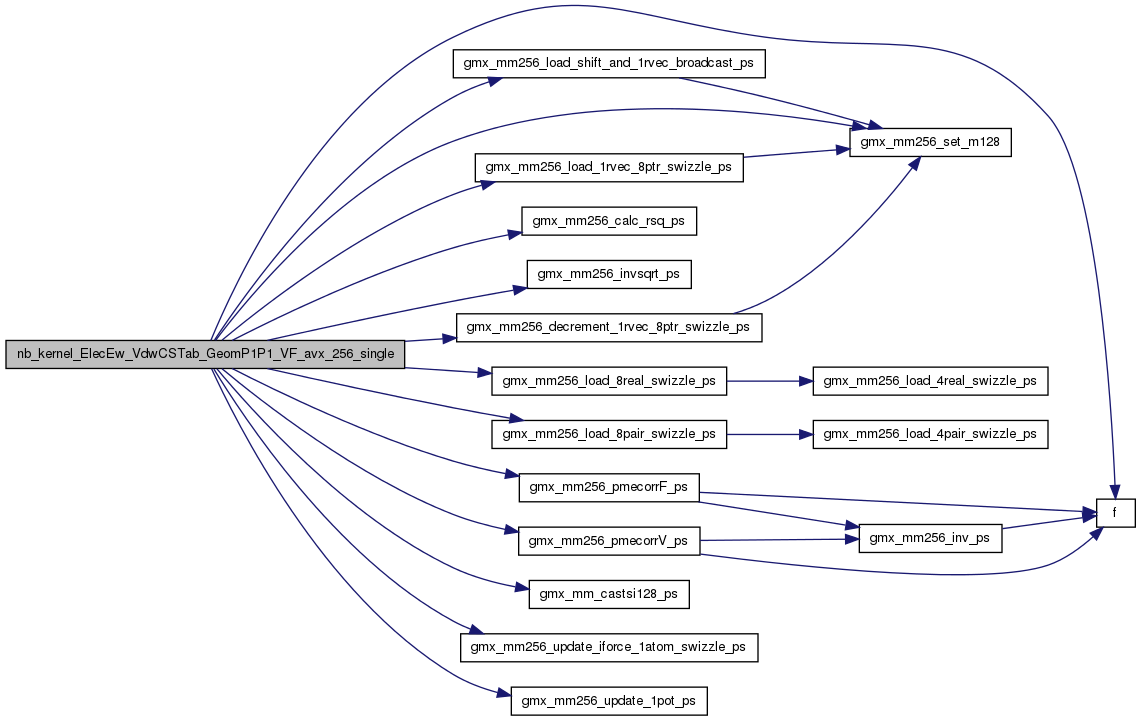 gmx_mm256_load_shift_and_1rvec_broadcast_ps
gmx_mm256_set_m128
gmx_mm256_load_1rvec_8ptr_swizzle_ps
gmx_mm256_calc_rsq_ps
gmx_mm256_invsqrt_ps
gmx_mm256_decrement_1rvec_8ptr_swizzle_ps
nb_kernel_ElecEw_VdwCSTab_GeomP1P1_VF_avx_256_single
gmx_mm256_load_8real_swizzle_ps
gmx_mm256_load_4real_swizzle_ps
gmx_mm256_load_8pair_swizzle_ps
gmx_mm256_load_4pair_swizzle_ps
gmx_mm256_pmecorrF_ps
f
gmx_mm256_pmecorrV_ps
gmx_mm256_inv_ps
gmx_mm_castsi128_ps
gmx_mm256_update_iforce_1atom_swizzle_ps
gmx_mm256_update_1pot_ps